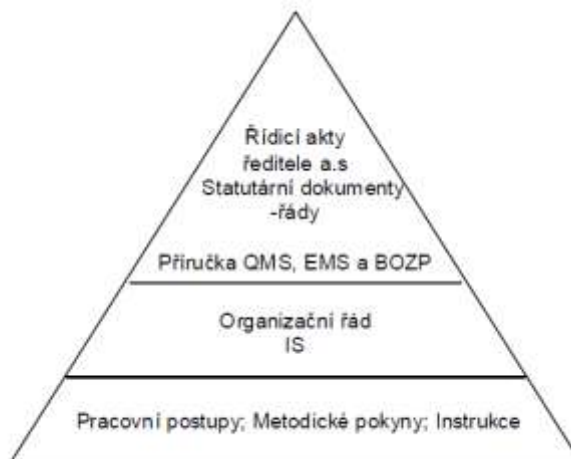 Řídicí akty
ředitele a.s
Statutární dokumenty
-řády
Příručka QMS, EMS a BOZP
Organizační řád
IS
Pracovní postupy; Metodické pokyny; Instrukce